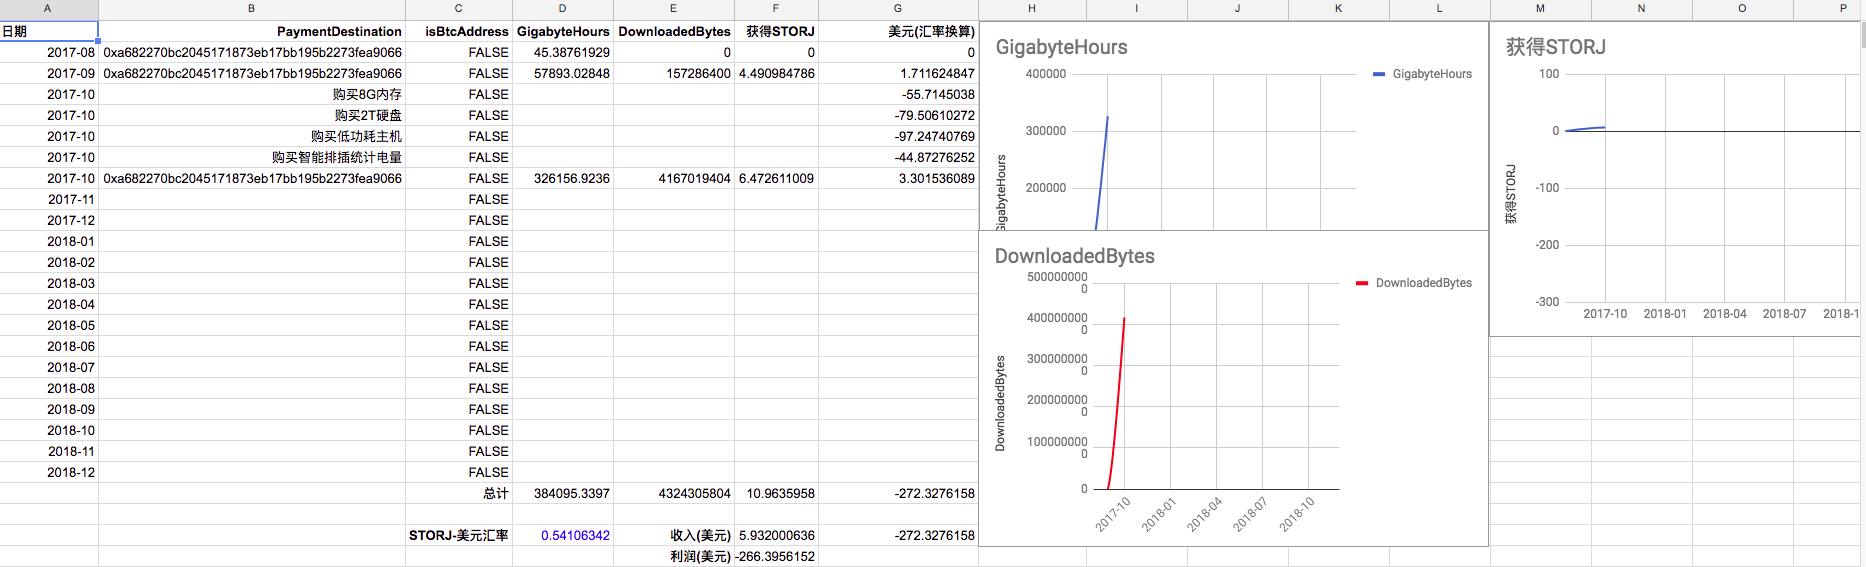 A B C D E F G H I J K L M N O P
日期 PaymentDestination isBtcAddress GigabyteHours DownloadedBytes 获得STORJ 美元(汇率换算)
2017-08 0xa682270bc2045171873eb17bb195b2273fea9066 FALSE 45.38761929 0 0 0
2017-09 0xa682270bc2045171873eb17bb195b2273fea9066 FALSE 57893.02848 157286400 4.490984786 1.711624847
2017-10 购买8G内存 FALSE -55.7145038
2017-10 购买2T硬盘 FALSE -79.50610272
2017-10 购买低功耗主机 FALSE -97.24740769
2017-10 购买智能排插统计电量 FALSE -44.87276252
2017-10 0xa682270bc2045171873eb17bb195b2273fea9066 FALSE 326156.9236 4167019404 6.472611009 3.301536089
2017-11 FALSE
2017-12 FALSE
2018-01 FALSE
2018-02 FALSE
2018-03 FALSE
2018-04 FALSE
2018-05 FALSE
2018-06 FALSE
2018-07 FALSE
2018-08 FALSE
2018-09 FALSE
2018-10 FALSE
2018-11 FALSE
2018-12 FALSE
总计 384095.3397 4324305804 10.9635958 -272.3276158
STORJ-美元汇率 0.54106342 收入(美元) 5.932000636 -272.3276158
利润(美元) -266.3956152
GigabyteHours
400000
300000
200000
GigabyteHours
GigabyteHours
DownloadedBytes
500000000
0
400000000
0
300000000
0
200000000
0
100000000
0
0
DownloadedBytes
DownloadedBytes
2017-10 2018-01 2018-04 2018-07 2018-10
获得STORJ
100
0
-100
-200
-300
获得STORJ
2017-10 2018-01 2018-04 2018-07 2018-1